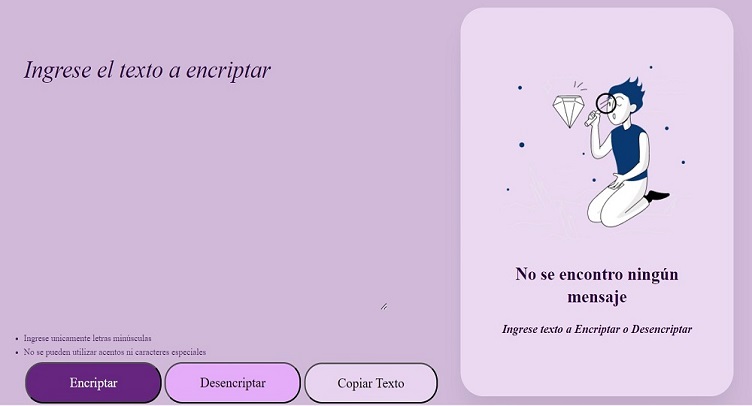 Ingrese el texto a encriptar
Ingrese unicamente letras minúsculas
No se pueden utilizar acentos ni caracteres especiales
Encriptar
Desencriptar
Copiar Texto
No se encontro ningún
mensaje
Ingrese texto a Encriptar o Desencriptar